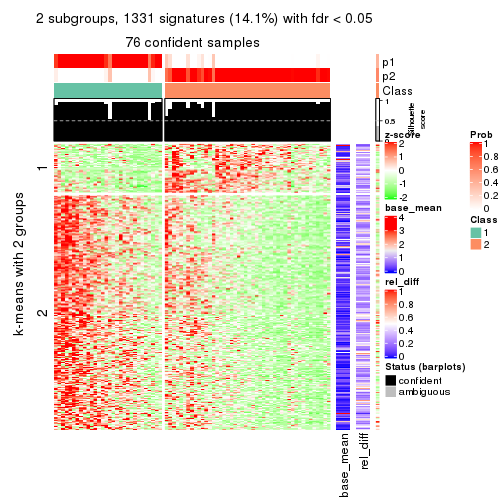 2 subgroups, 1331 signatures (14.1%) with fdr < 0.05
76 confident samples
p1
p2
Class
1
0.5
0
Silhouette
score
k-means with 2 groups
1
2
base_mean
rel_diff
z-score
2
1
0
-1
-2
base_mean
4
3
2
1
0
rel_diff
1
0.8
0.6
0.4
0.2
0
Status (barplots)
confident
ambiguous
Prob
1
0.8
0.6
0.4
0.2
0
Class
1
2